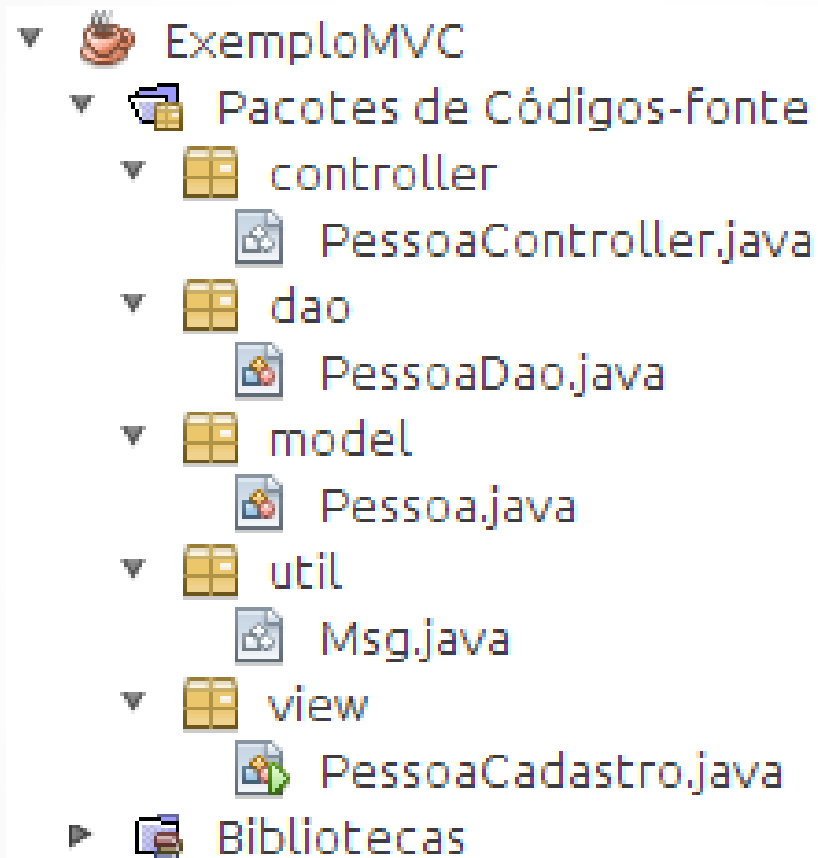 ExemploMVC
Pacotes de Códigos-fonte
controller
PessoaController.java
dao
PessoaDao.java
model
Pessoa.java
util
Msg.java
view
PessoaCadastro.java
Bibliotecas